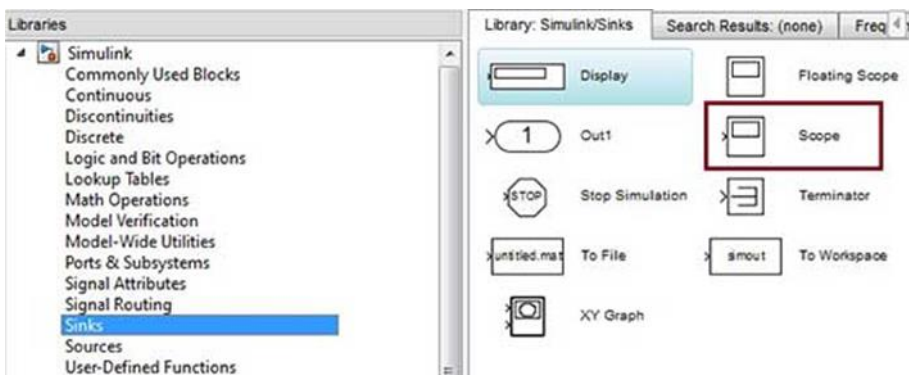 Libraries
Simulink
Commonly Used Blocks
Continuous
Discontinuities
Discrete
Logic and Bit Operations
Lookup Tables
Math Operations
Model Verification
Model-Wide Utilities
Ports & Subsystems
Signal Attributes
Signal Routing
Sinks
Sources
User-Defined Functions
Library: Simulink/Sinks Search Results: (none) Freq
Display Floating Scope
1 Out1 Scope
STOP Stop Simulation Terminator
untitled.mat To File simout To Workspace
XY Graph